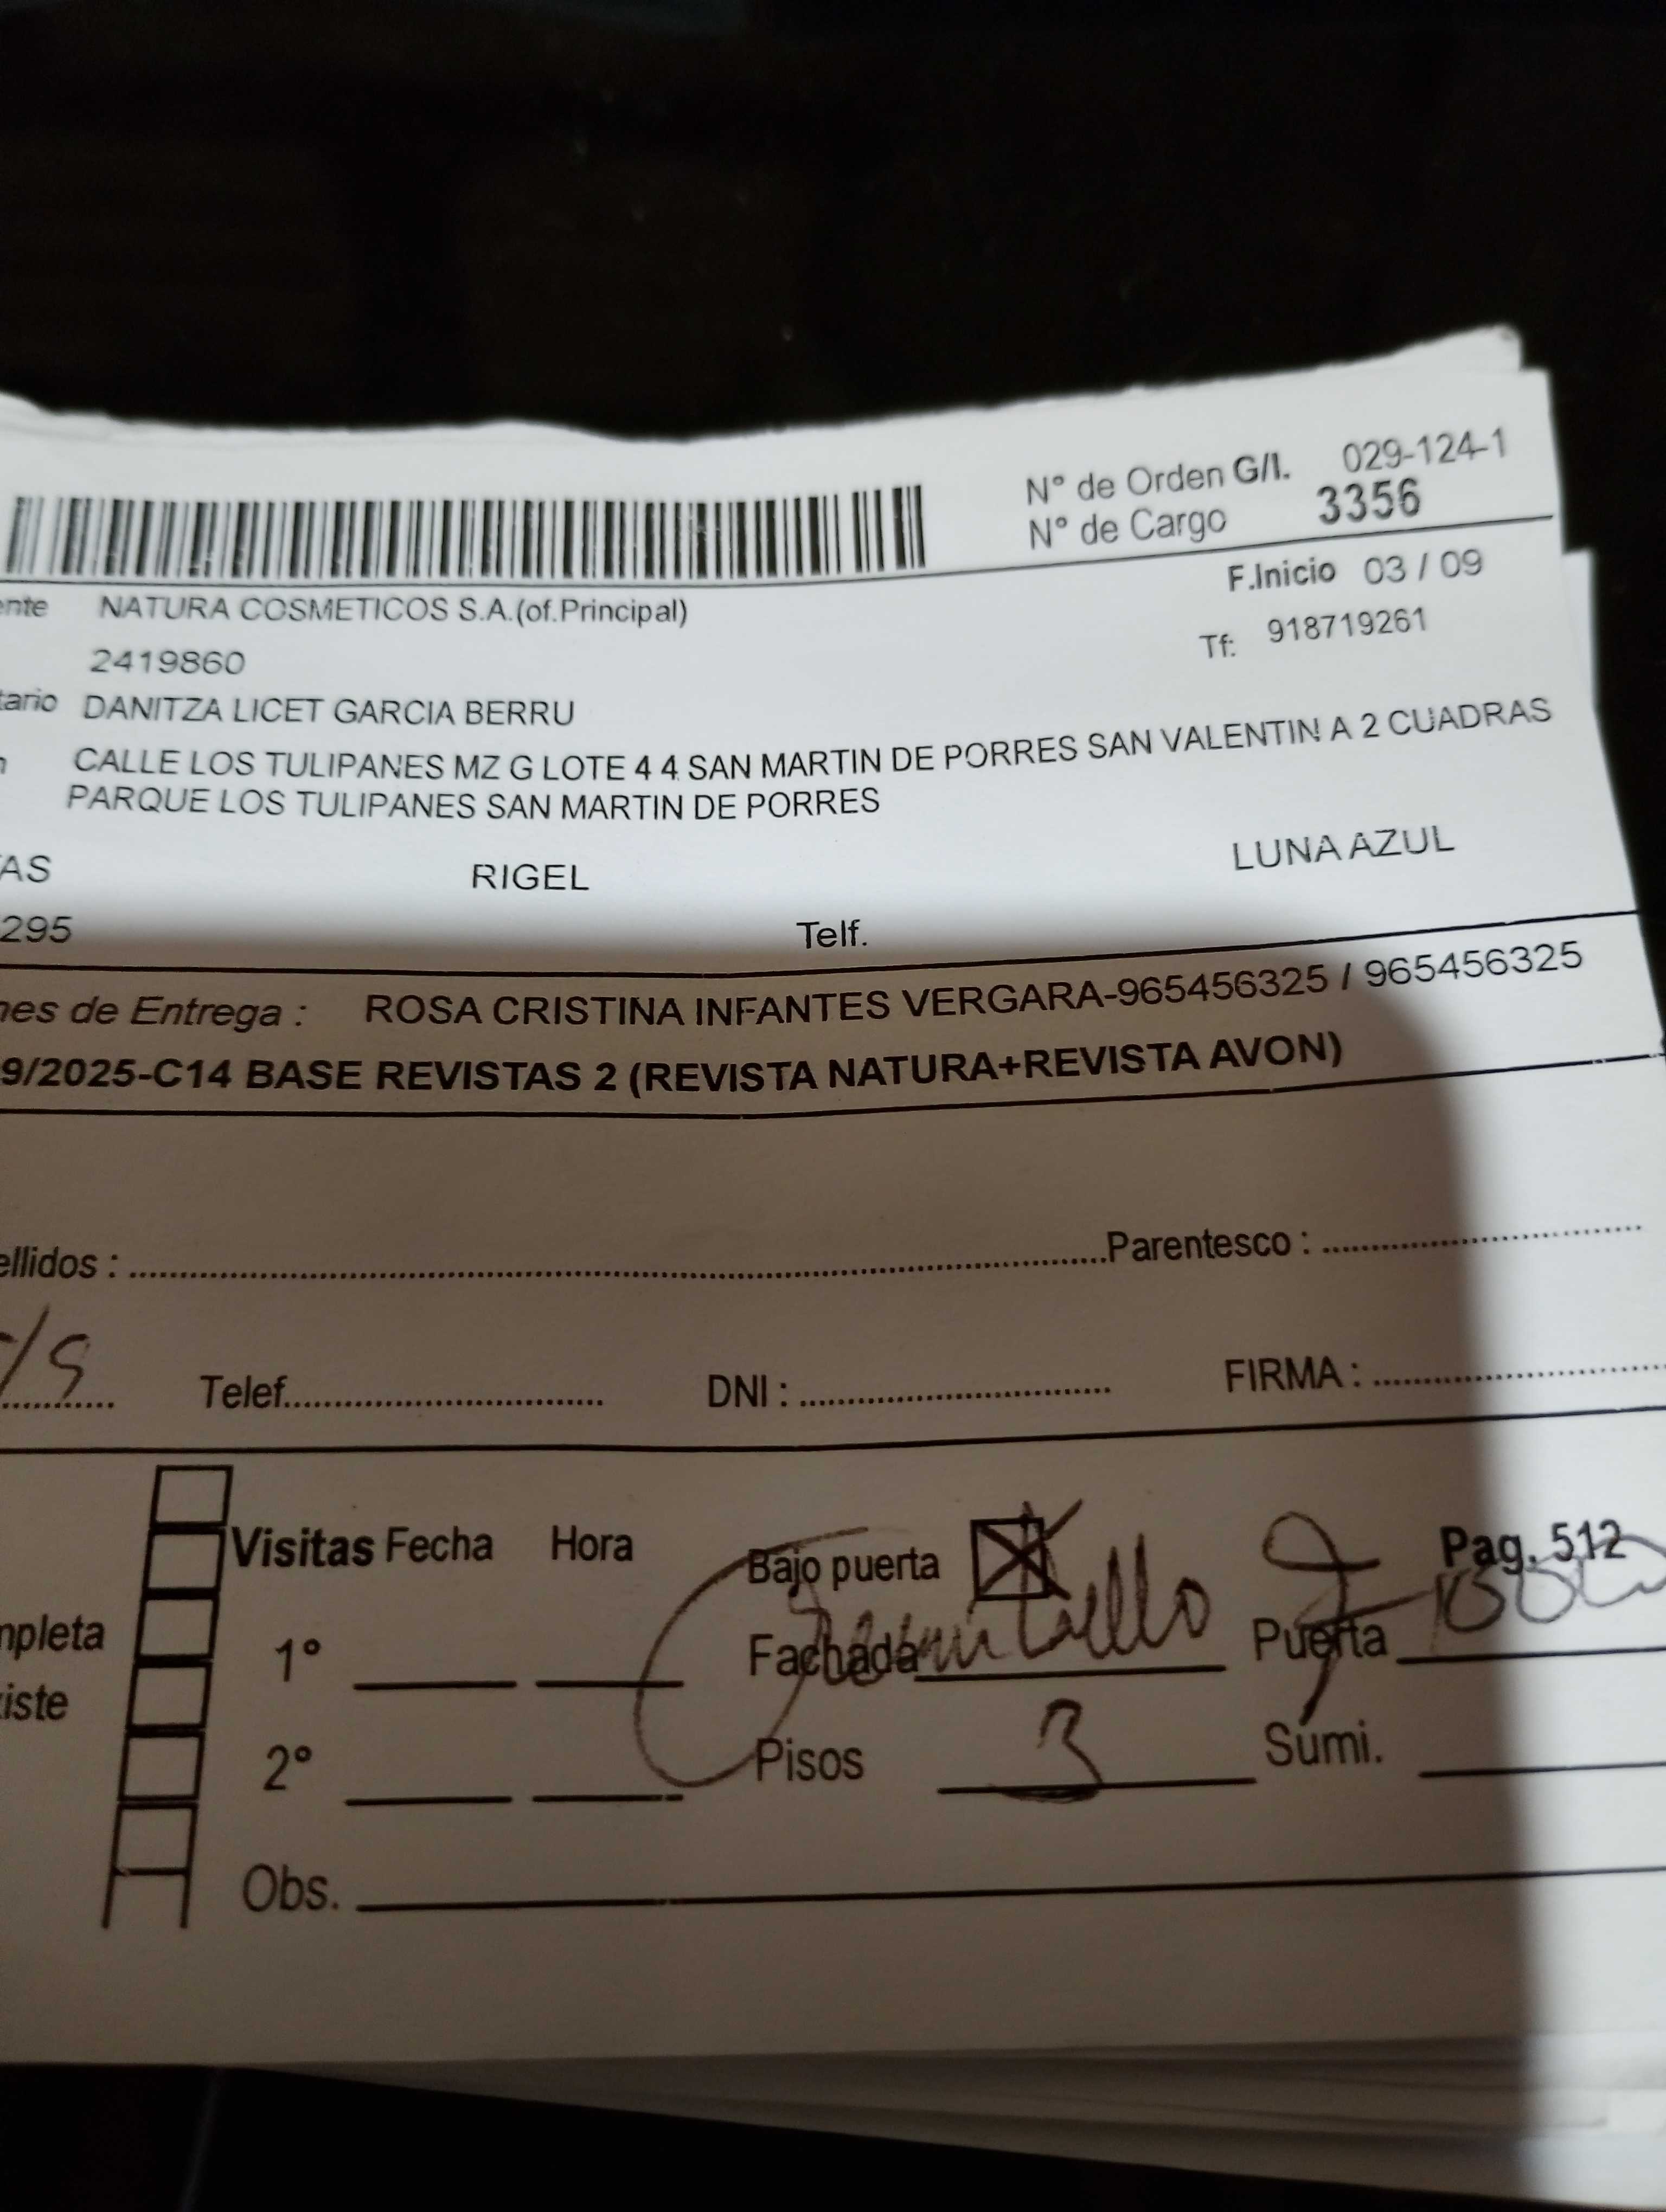 N° de Orden G/I. 029-124-1
N° de Cargo 3356
F.Inicio 03 / 09
ente NATURA COSMETICOS S.A.(of.Principal)
Tf: 918719261
2419860
tario DANITZA LICET GARCIA BERRU
n CALLE LOS TULIPANES MZ G LOTE 4 4 SAN MARTIN DE PORRES SAN VALENTIN A 2 CUADRAS
PARQUE LOS TULIPANES SAN MARTIN DE PORRES
AS RIGEL LUNA AZUL
295 Telf.
nes de Entrega : ROSA CRISTINA INFANTES VERGARA-965456325 / 965456325
9/2025-C14 BASE REVISTAS 2 (REVISTA NATURA+REVISTA AVON)
ellidos : Parentesco :
/9 Telef. DNI : FIRMA :
Visitas Fecha Hora Bajo puerta X Pag. 512
mpleta 1° Fachada Puerta
iste 2° Pisos 3 Sumi.
Obs.